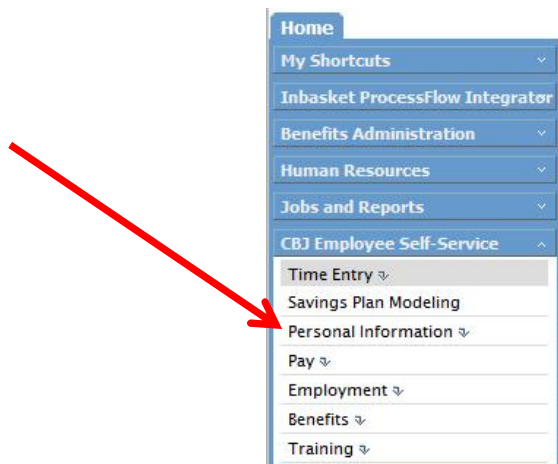 Home
My Shortcuts
Inbasket ProcessFlow Integrator
Benefits Administration
Human Resources
Jobs and Reports
CBJ Employee Self-Service
Time Entry
Savings Plan Modeling
Personal Information
Pay
Employment
Benefits
Training